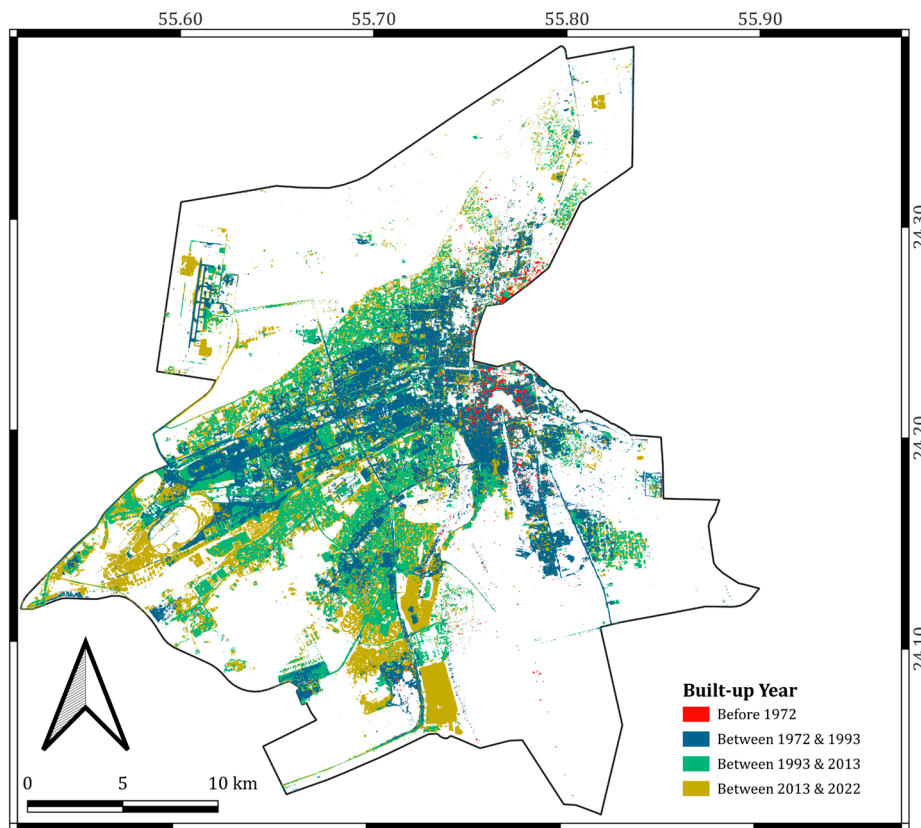 55.60 55.70 55.80 55.90
24.30
24.20
24.10
Built-up Year
Before 1972
Between 1972 & 1993
Between 1993 & 2013
Between 2013 & 2022
0 5 10 km